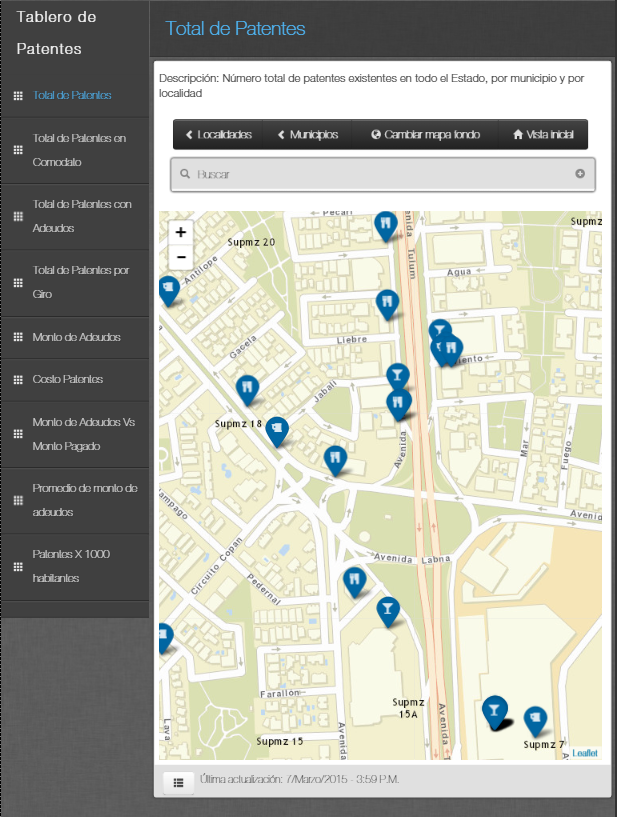 Tablero de
Patentes
Total de Patentes
Total de Patentes en
Comodato
Total de Patentes con
Adeudos
Total de Patentes por
Giro
Monto de Adeudos
Costo Patentes
Monto de Adeudos Vs
Monto Pagado
Promedio de monto de
adeudos
Patentes X 1000
habitantes
Total de Patentes
Descripción: Número total de patentes existentes en todo el Estado, por municipio y por
localidad
Localidades
Municipios
Cambiar mapa fondo
Vista inicial
Buscar
+
−
Pecari
Supmz 20
Supmz
Antilope
Tulum
Agua
Liebre
Gacela
Jabali
Supmz 18
Avenida
Mar
Fuego
Avenid
Circuito Copan
Pedernal
Avenida Labna
Farallón
Supmz
15A
Supmz 15
Lava
Avenida
Avenida
Supmz 7
Leaflet
Última actualización: 7/Marzo/2015 - 3:59 P.M.